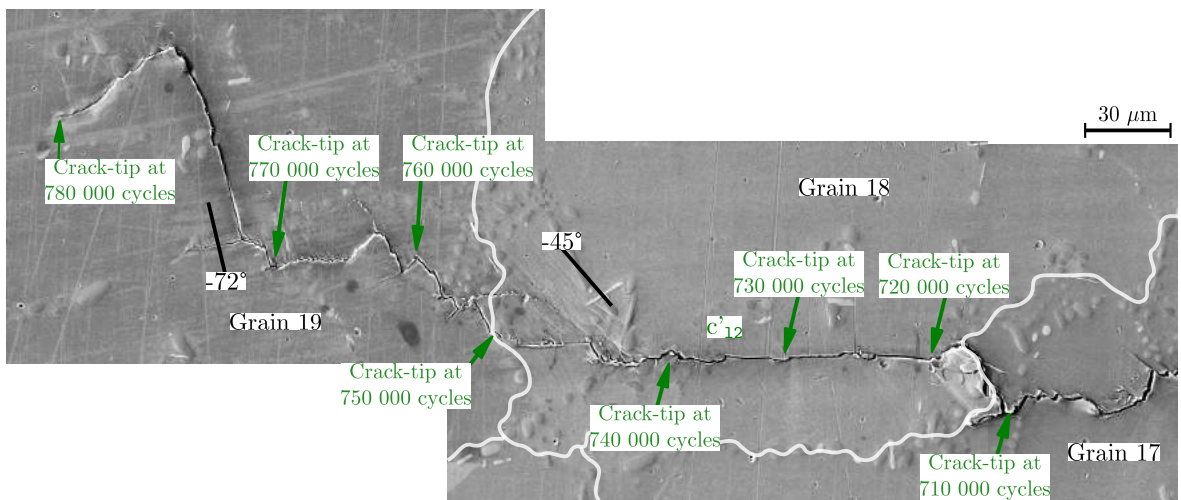 30 μm
Crack-tip at
780 000 cycles
Crack-tip at
770 000 cycles
Crack-tip at
760 000 cycles
-72°
Grain 19
Crack-tip at
750 000 cycles
-45°
Grain 18
Crack-tip at
730 000 cycles
Crack-tip at
720 000 cycles
c'12
Crack-tip at
740 000 cycles
Grain 17
Crack-tip at
710 000 cycles